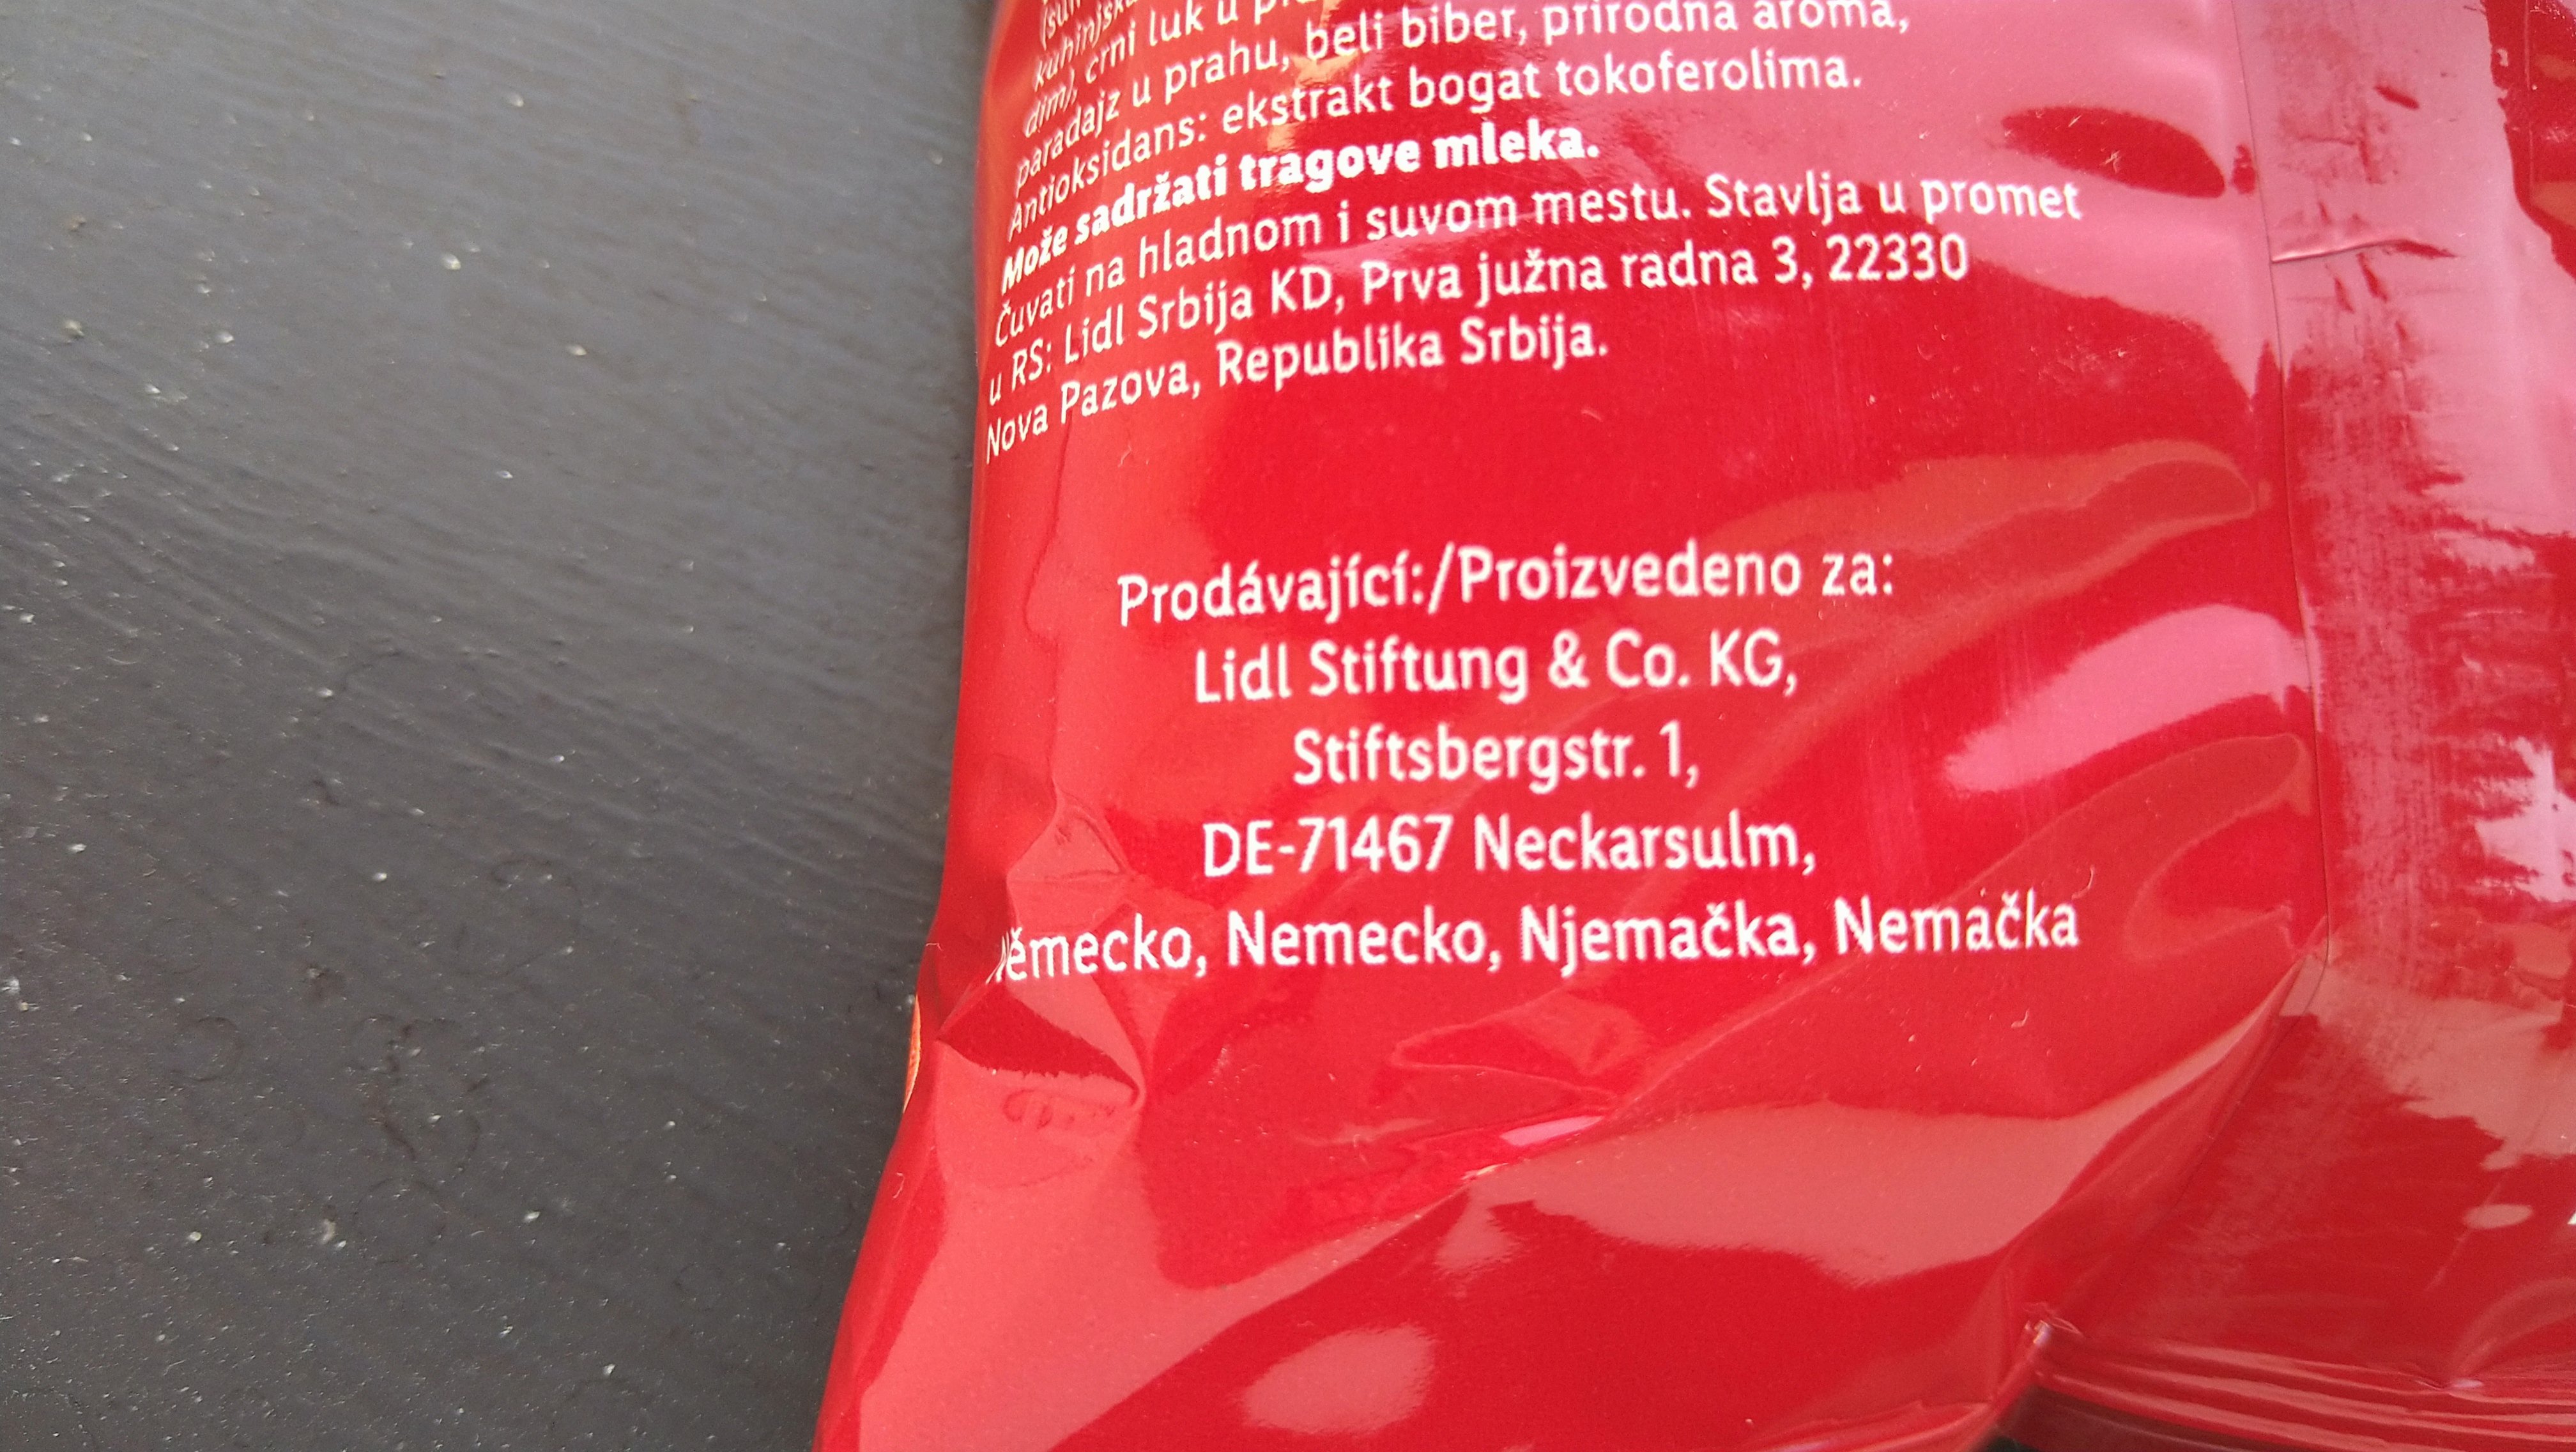 kuhinjska
dim), crni luk u
paradajz u prahu, beli biber, prirodna aroma,
Antioksidans: ekstrakt bogat tokoferolima.
Može sadržati tragove mleka.
Čuvati na hladnom i suvom mestu. Stavlja u promet
u RS: Lidl Srbija KD, Prva južna radna 3, 22330
Nova Pazova, Republika Srbija.
Prodávající:/Proizvedeno za:
Lidl Stiftung & Co. KG,
Stiftsbergstr. 1,
DE-71467 Neckarsulm,
Německo, Nemecko, Njemačka, Nemačka